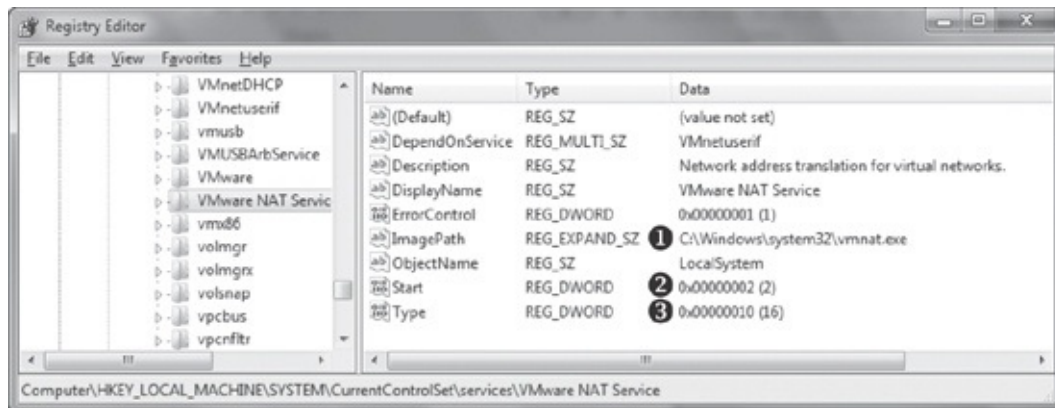 Registry Editor
File Edit View Favorites Help
VMnetDHCP
VMnetuserif
vmusb
VMUSBArbService
VMware
VMware NAT Servic
vmx86
volmgr
volmgrx
volsnap
vpcbus
vpcnfltr
Name Type Data
(Default) REG_SZ (value not set)
DependOnService REG_MULTI_SZ VMnetuserif
Description REG_SZ Network address translation for virtual networks.
DisplayName REG_SZ VMware NAT Service
ErrorControl REG_DWORD 0x00000001 (1)
ImagePath REG_EXPAND_SZ ❶ C:\Windows\system32\vmnat.exe
ObjectName REG_SZ LocalSystem
Start REG_DWORD ❷ 0x00000002 (2)
Type REG_DWORD ❸ 0x00000010 (16)
Computer\HKEY_LOCAL_MACHINE\SYSTEM\CurrentControlSet\services\VMware NAT Service